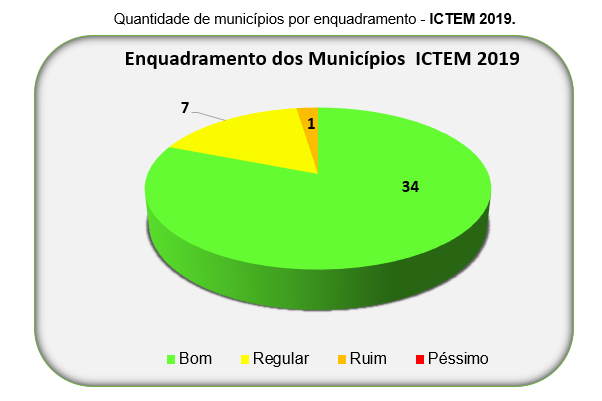 Quantidade de municípios por enquadramento - ICTEM 2019.
Enquadramento dos Municípios ICTEM 2019
7
1
34
Bom Regular Ruim Péssimo